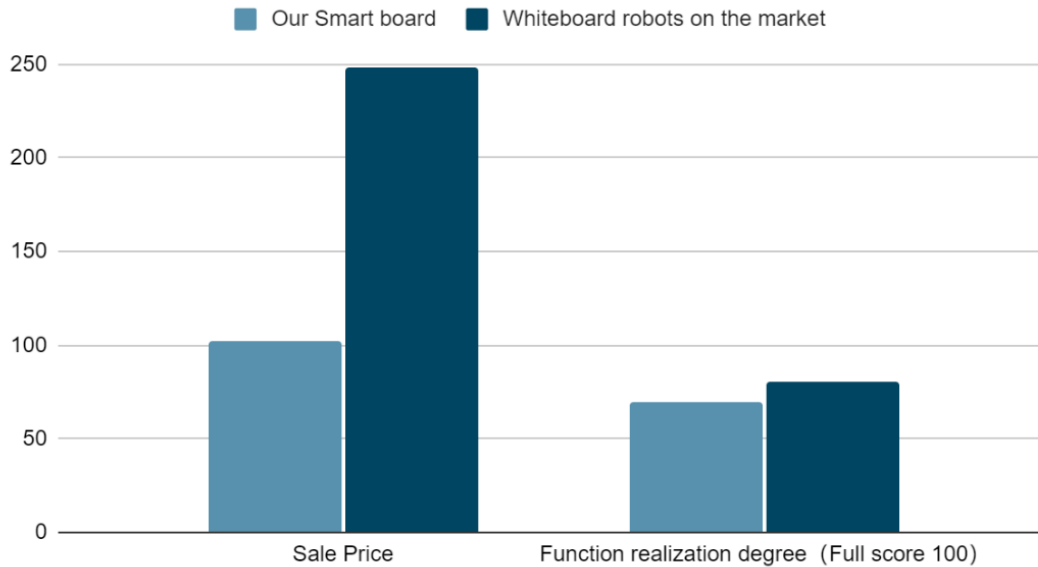 Our Smart board
Whiteboard robots on the market
250
200
150
100
50
0
Sale Price
Function realization degree（Full score 100）